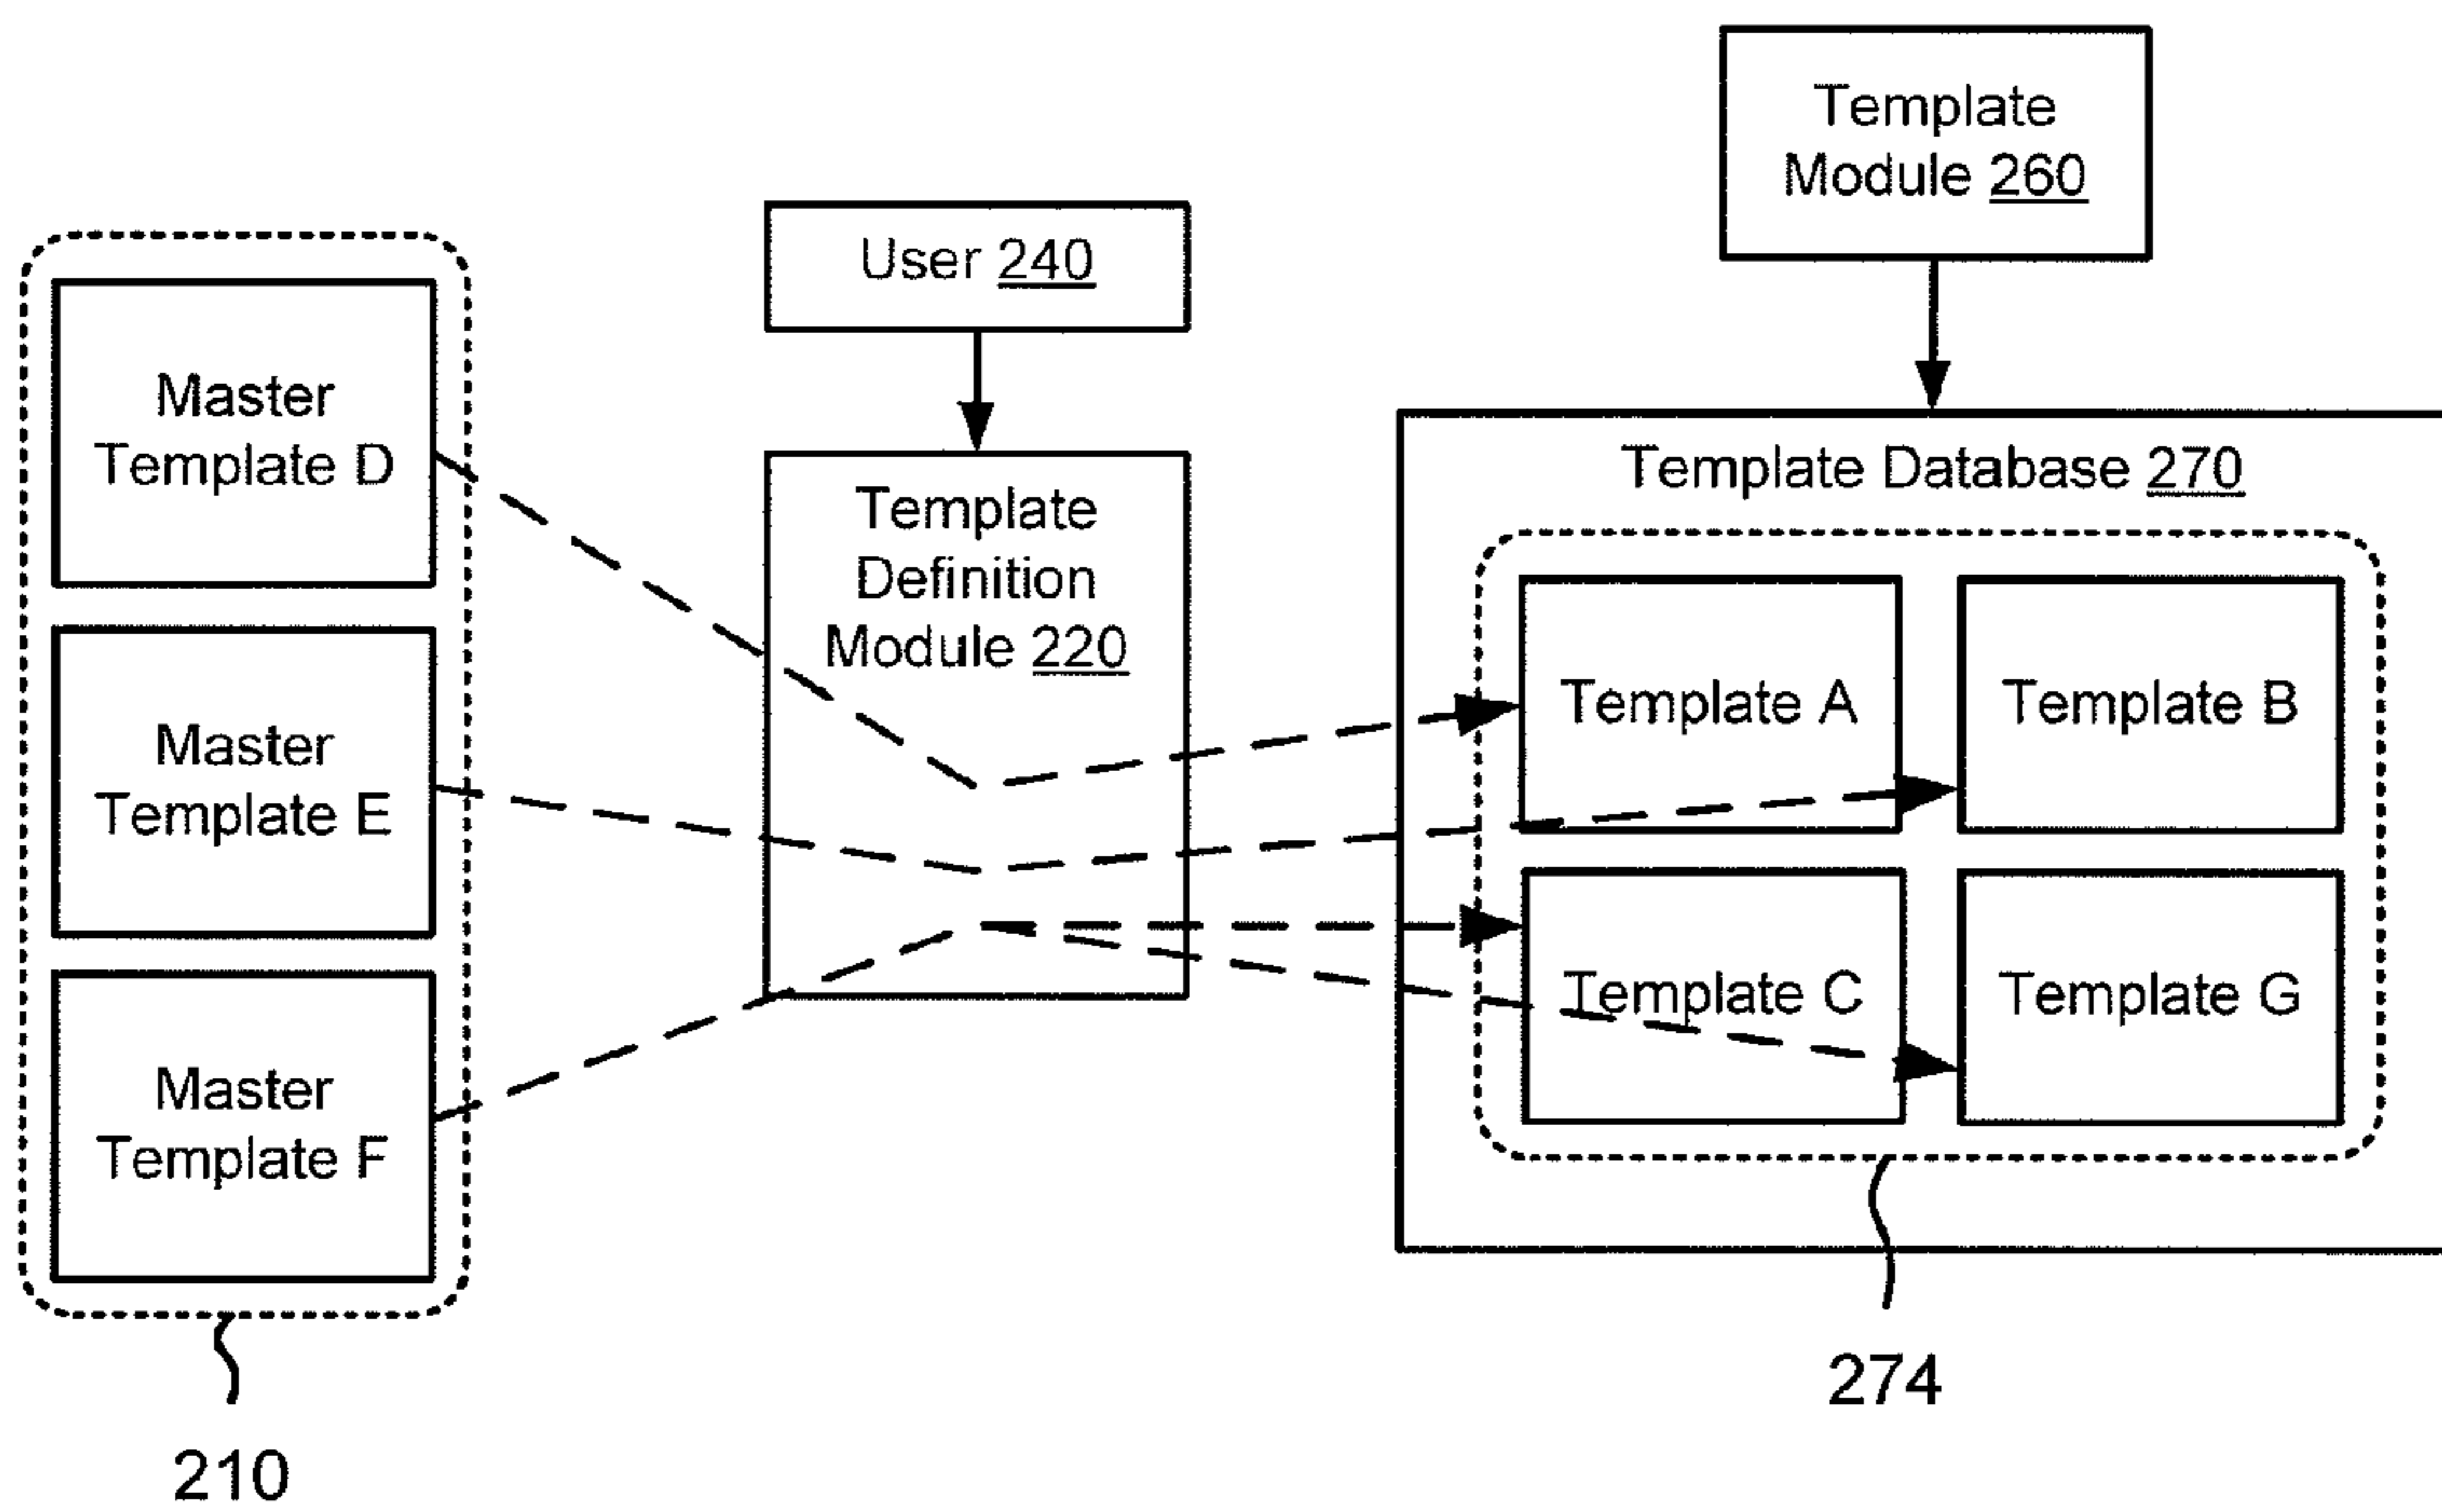 Template
Module 260
User 240
Master
Template D
Template
Definition
Module 220
Template Database 270
Template A
Template B
Master
Template E
Template C
Template G
Master
Template F
274
210